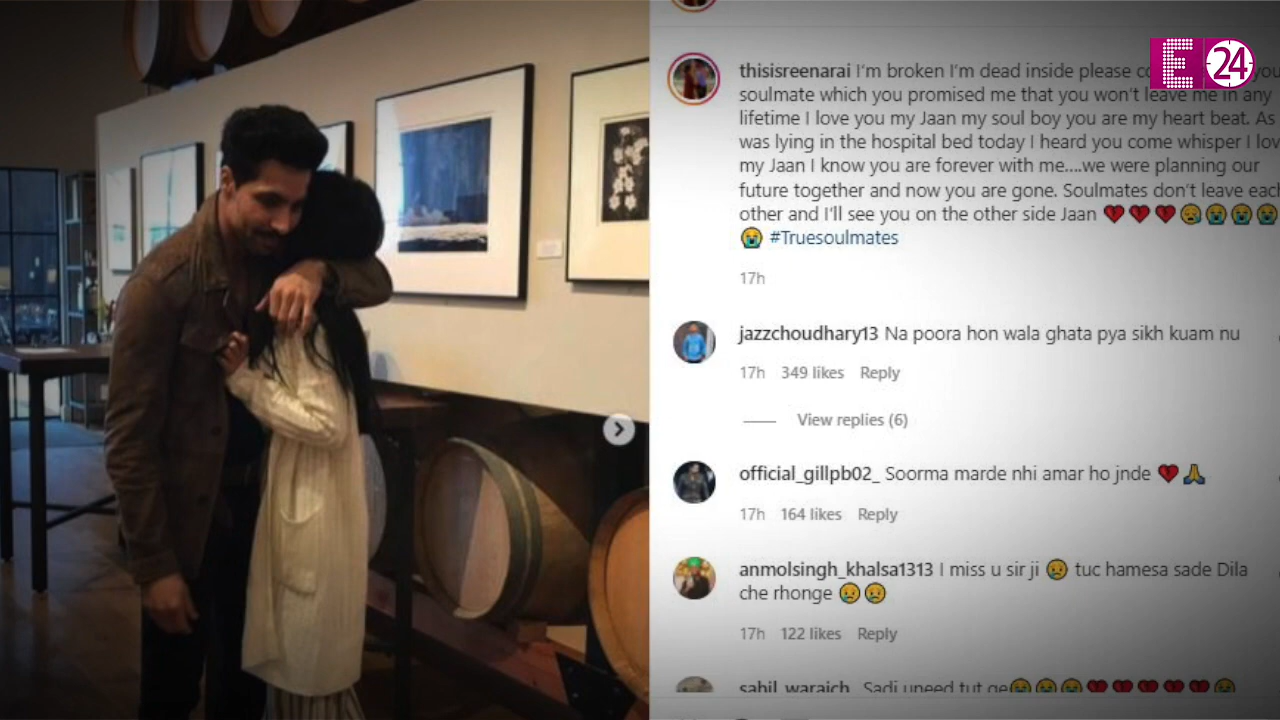 E24
thisisreenarai I'm broken I'm dead inside please
soulmate which you promised me that you won't leave me in any
lifetime I love you my Jaan my soul boy you are my heart beat. As
was lying in the hospital bed today I heard you come whisper I
my Jaan I know you are forever with me....we were planning our
future together and now you are gone. Soulmates don't leave
other and I'll see you on the other side Jaan 💔 💔 💔 😢 😭 😭 😭
😭 #Truesoulmates
17h
jazzchoudhary13 Na poora hon wala ghata pya sikh kuam nu
17h 349 likes Reply
View replies (6)
official_gillpb02_ Soorma marde nhi amar ho jnde 💔 🙏
17h 164 likes Reply
anmolsingh_khalsa1313 I miss u sir ji 😢 tuc hamesa sade Dila
che rhonge 😢 😢
17h 122 likes Reply
sahil_waraich_ Sadi umeed tut ge😭😭😭💔💔💔💔💔😢